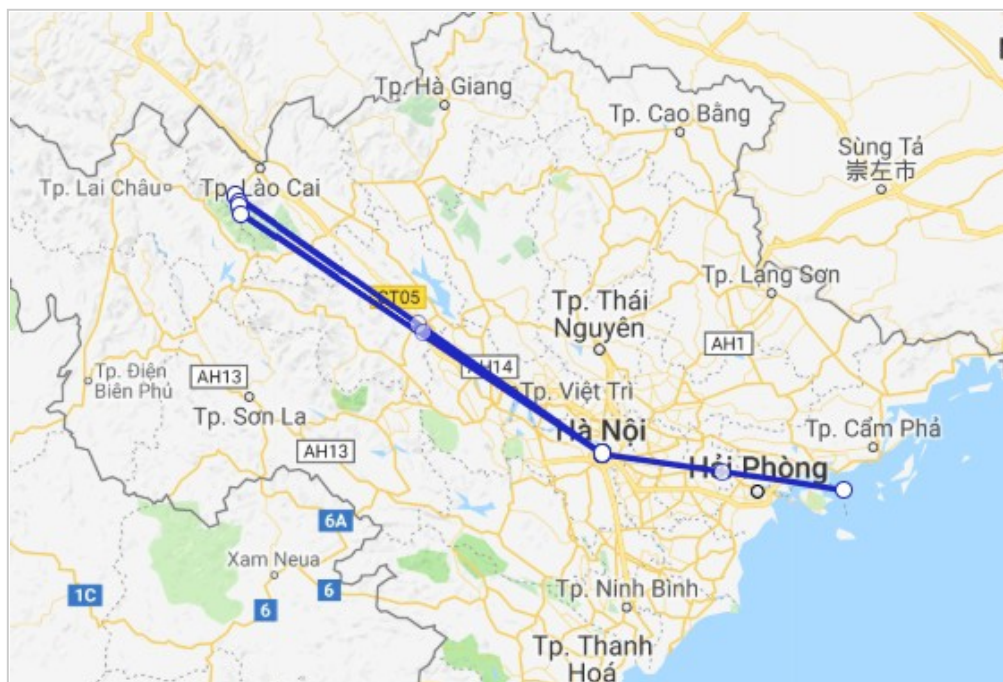 Tp. Hà Giang
Tp. Cao Bằng
Sùng Tả
崇左市
Tp. Lai Châu
Tp. Lào Cai
Tp. Lạng Sơn
CT05
Tp. Thái
Nguyên
AH1
AH14
Tp. Điện
Biên Phủ
AH13
Tp. Việt Trì
Tp. Sơn La
Hà Nội
Tp. Cẩm Phả
AH13
Hải Phòng
6A
Xam Neua
1C
6
6
Tp. Ninh Bình
Tp. Thanh
Hoá